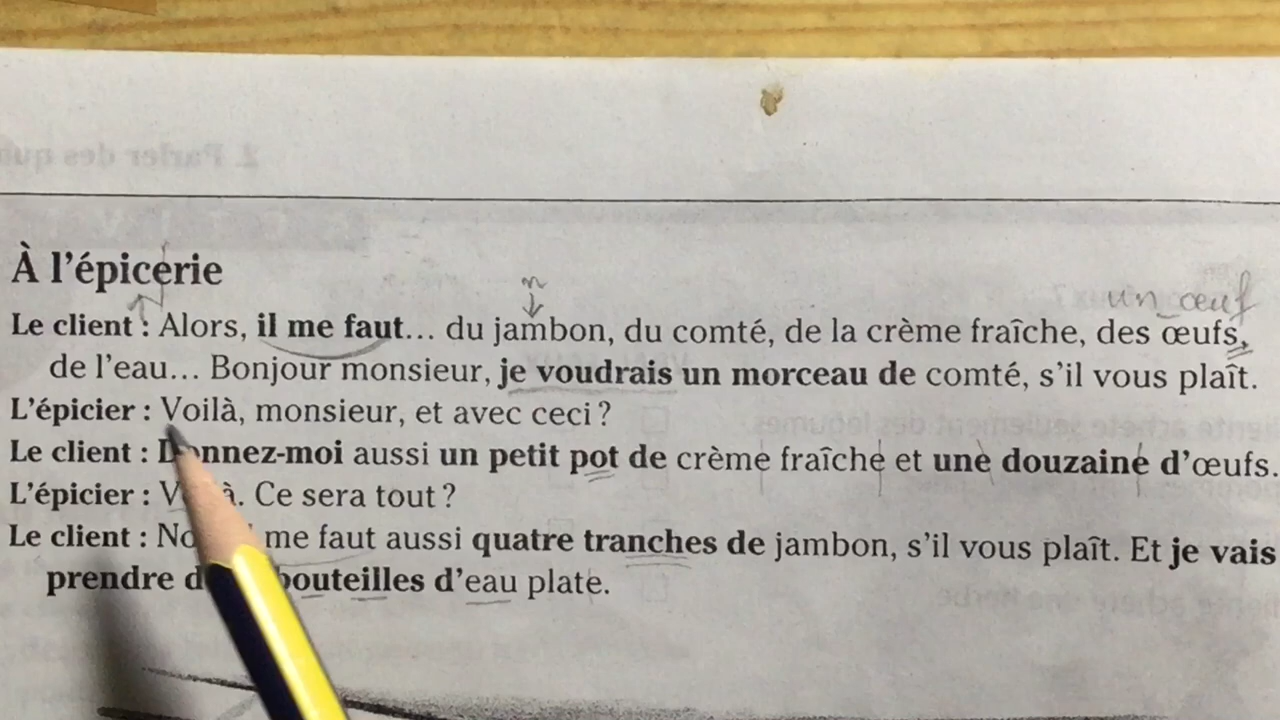 À l'épicerie
n
un œuf
Le client : Alors, il me faut… du jambon, du comté, de la crème fraîche, des œufs,
de l'eau… Bonjour monsieur, je voudrais un morceau de comté, s'il vous plaît.
L'épicier : Voilà, monsieur, et avec ceci ?
Le client : Donnez-moi aussi un petit pot de crème fraîche et une douzaine d'œufs.
L'épicier : Voilà. Ce sera tout ?
Le client : me faut aussi quatre tranches de jambon, s'il vous plaît. Et je vais
prendre bouteilles d'eau plate.